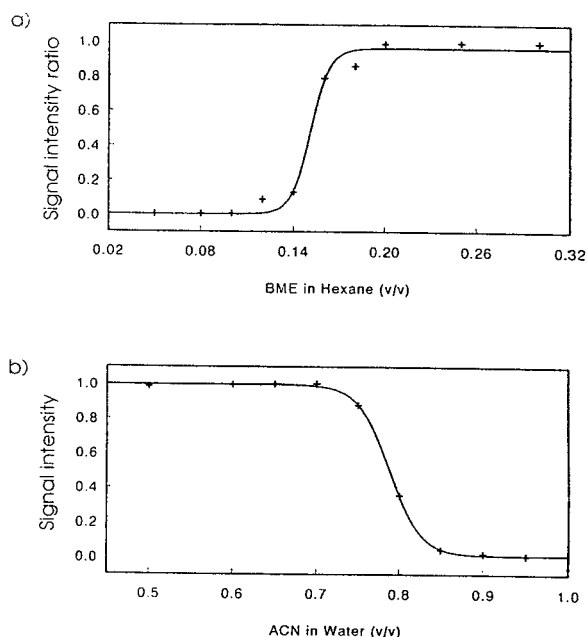 a)
Signal intensity ratio
1.0
0.8
0.6
0.4
0.2
0.0
0.02 0.08 0.14 0.20 0.26 0.32
BME in Hexane (v/v)
b)
Signal intensity
1.0
0.8
0.6
0.4
0.2
0.0
0.5 0.6 0.7 0.8 0.9 1.0
ACN in Water (v/v)